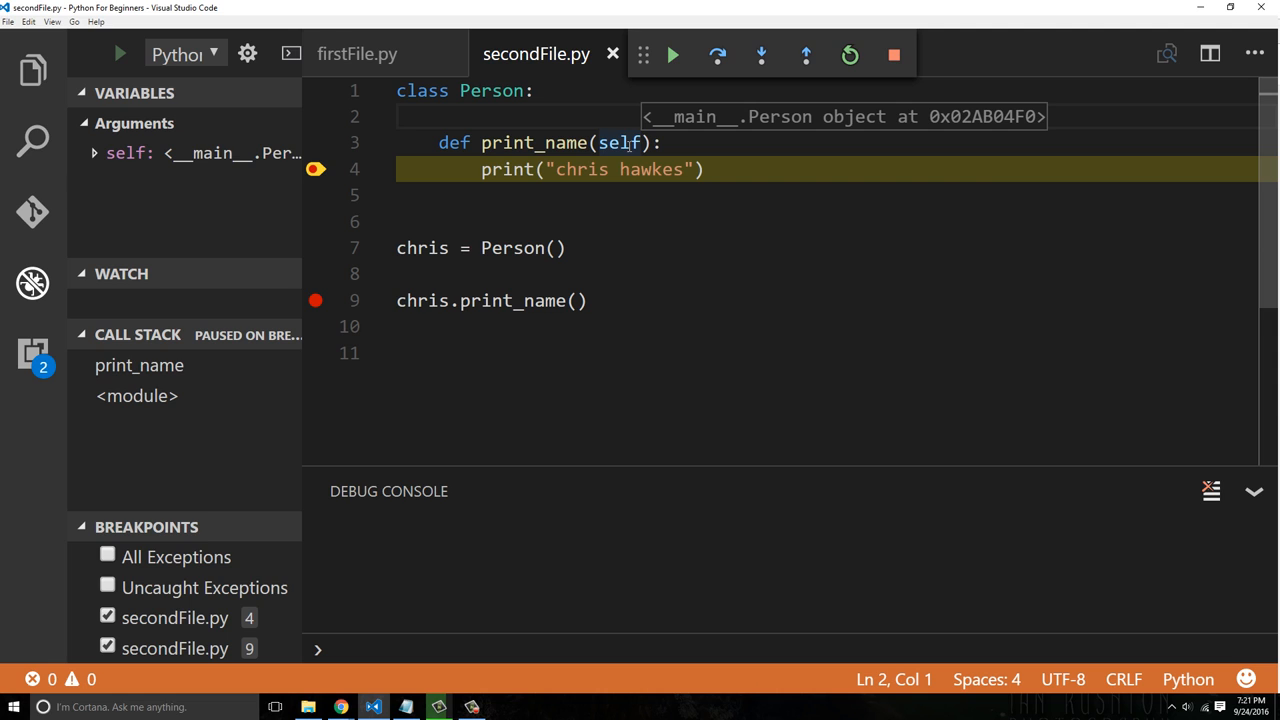 secondFile.py - Python For Beginners - Visual Studio Code
File Edit View Go Help
Pythor
firstFile.py
secondFile.py
VARIABLES
Arguments
self: <__main__.Per...
WATCH
CALL STACK PAUSED ON BRE...
print_name
<module>
BREAKPOINTS
All Exceptions
Uncaught Exceptions
secondFile.py 4
secondFile.py 9
2
1 class Person:
2
<__main__.Person object at 0x02AB04F0>
3 def print_name(self):
4 print("chris hawkes")
5
6
7 chris = Person()
8
9 chris.print_name()
10
11
DEBUG CONSOLE
0 0
Ln 2, Col 1 Spaces: 4 UTF-8 CRLF Python
I'm Cortana. Ask me anything.
7:21 PM
9/24/2016